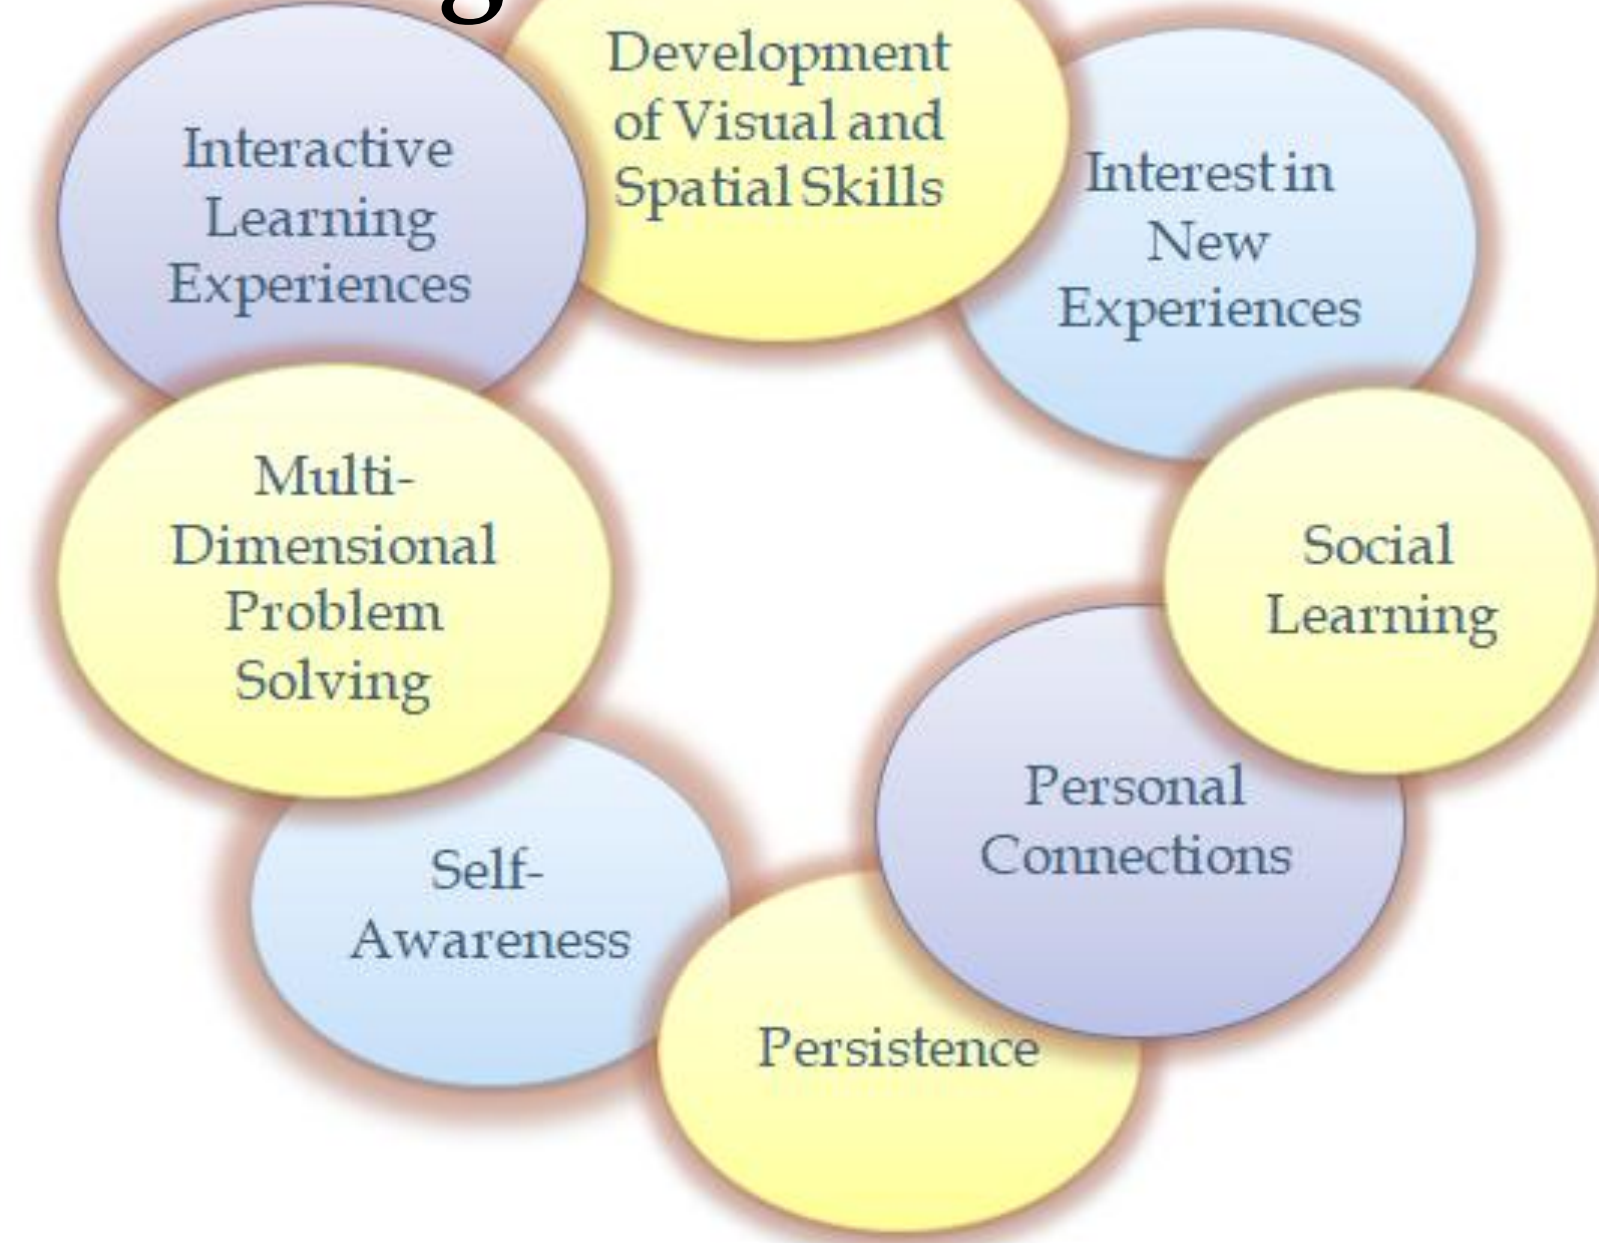 Development
of Visual and
Spatial Skills
Interest in
New
Experiences
Social
Learning
Personal
Connections
Persistence
Self-
Awareness
Multi-
Dimensional
Problem
Solving
Interactive
Learning
Experiences